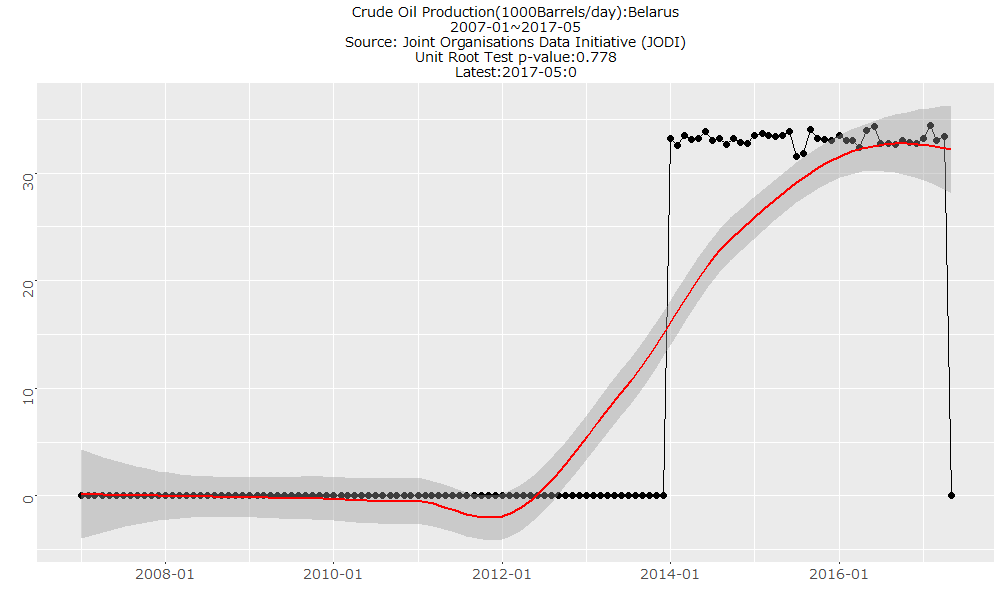 Crude Oil Production(1000Barrels/day):Belarus
2007-01~2017-05
Source: Joint Organisations Data Initiative (JODI)
Unit Root Test p-value:0.778
Latest:2017-05:0
30
20
10
0
2008-01 2010-01 2012-01 2014-01 2016-01